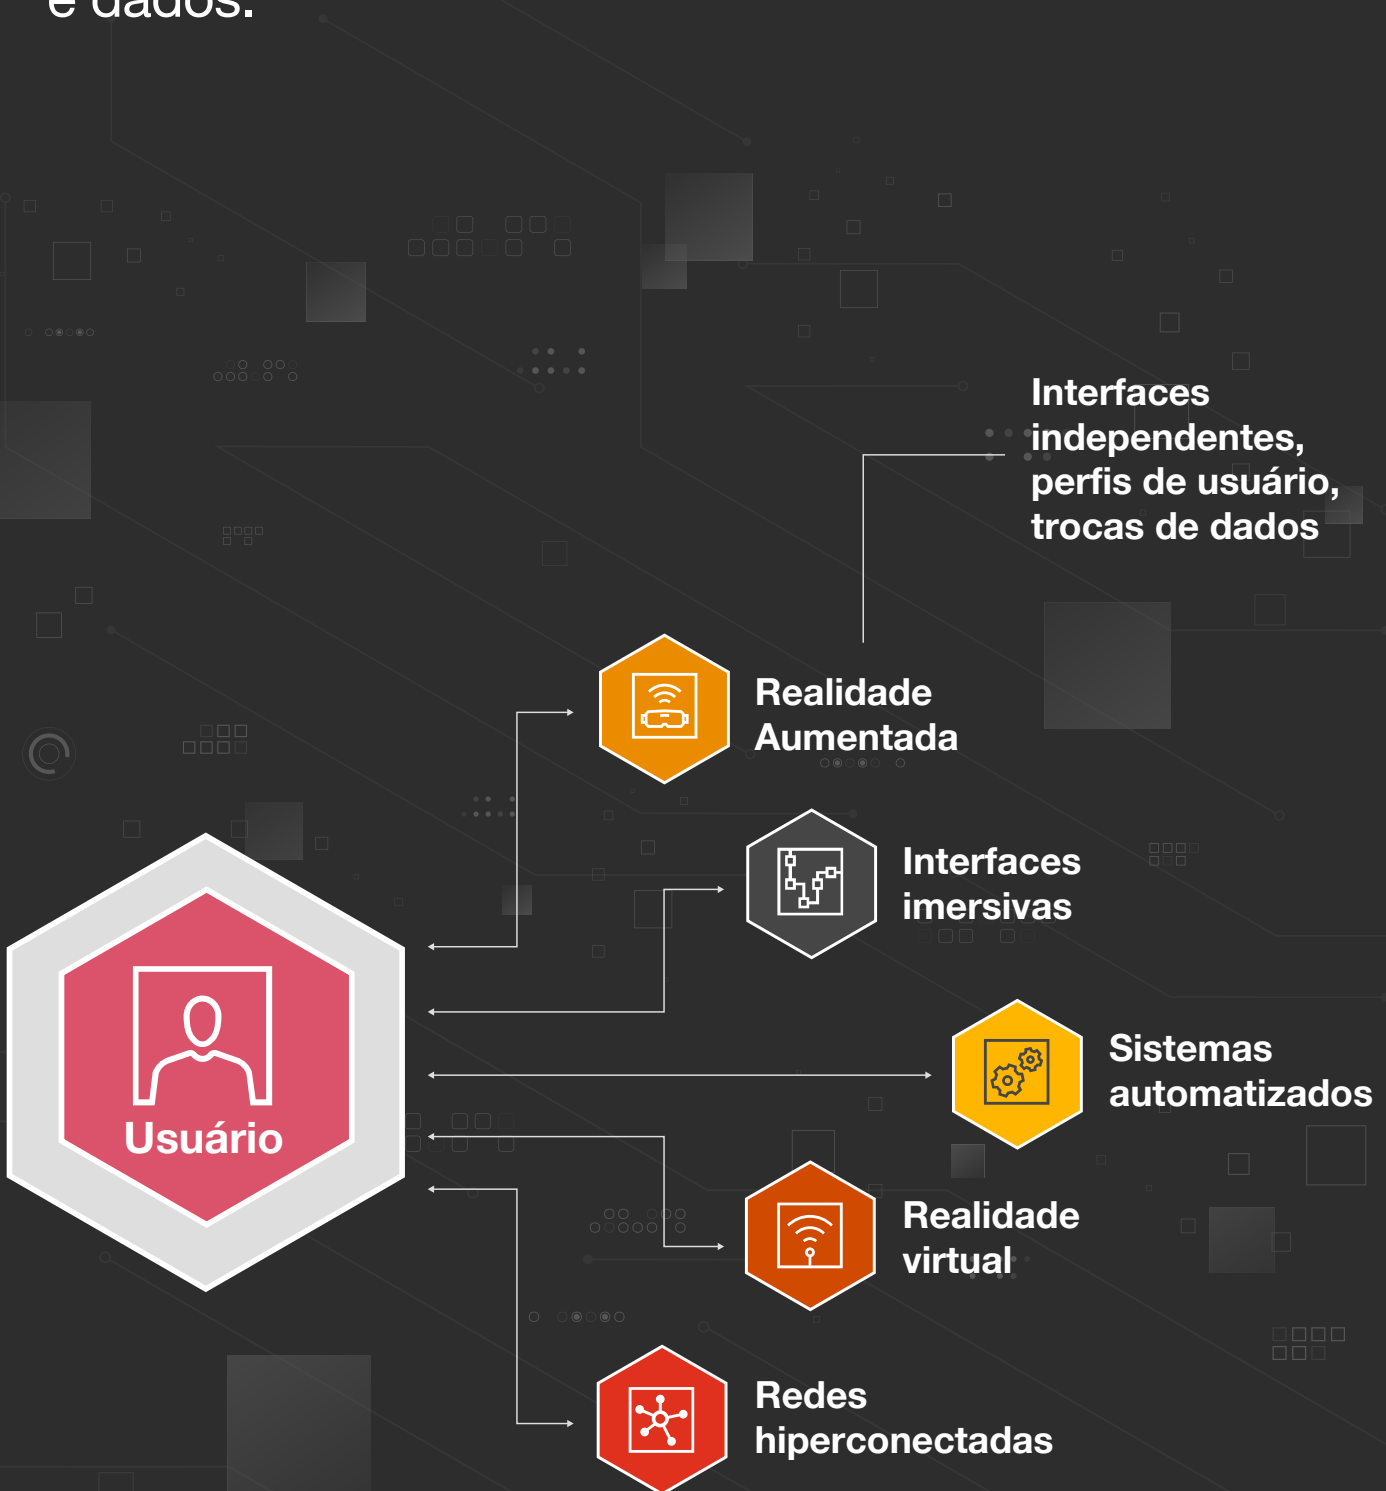 e dados.
Interfaces
independentes,
perfis de usuário,
trocas de dados
Realidade
Aumentada
Interfaces
imersivas
Sistemas
automatizados
Usuário
Realidade
virtual
Redes
hiperconectadas